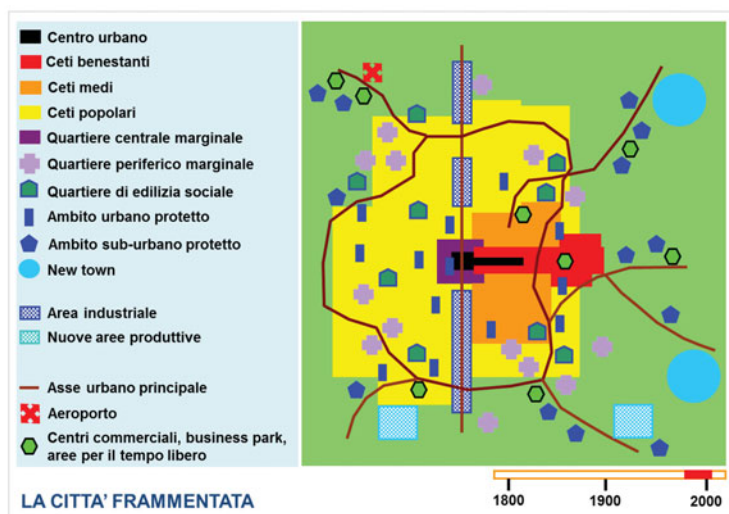 Centro urbano
Ceti benestanti
Ceti medi
Ceti popolari
Quartiere centrale marginale
Quartiere periferico marginale
Quartiere di edilizia sociale
Ambito urbano protetto
Ambito sub-urbano protetto
New town
Area industriale
Nuove aree produttive
Asse urbano principale
Aeroporto
Centri commerciali, business park,
aree per il tempo libero
LA CITTA' FRAMMENTATA
1800 1900 2000